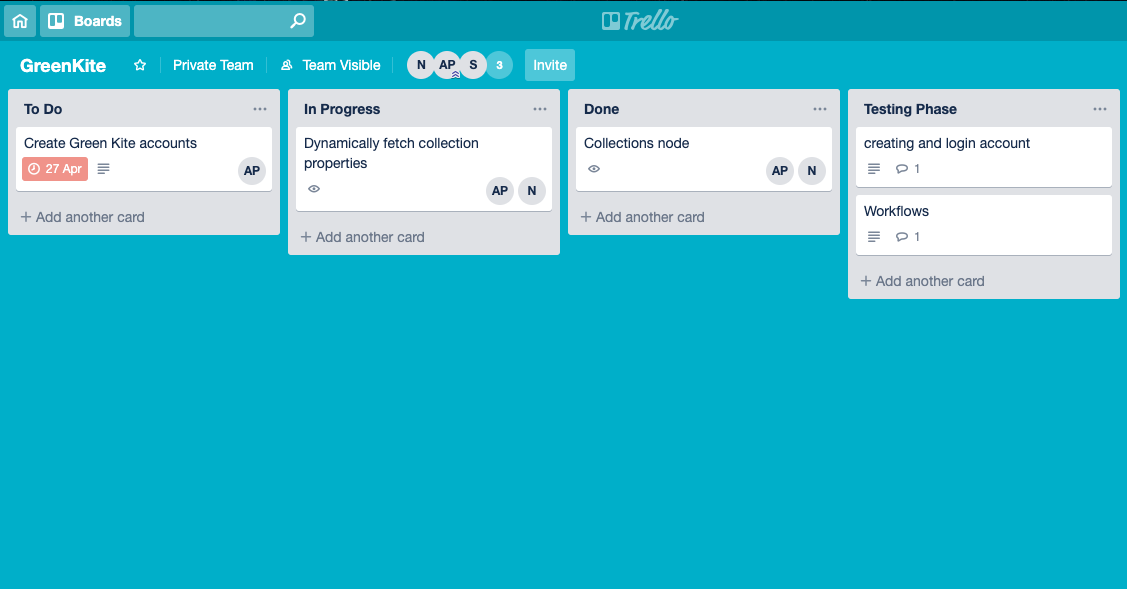 Boards
Trello
GreenKite
Private Team
Team Visible
N AP S 3
Invite
To Do
Create Green Kite accounts
27 Apr
AP
+ Add another card
In Progress
Dynamically fetch collection
properties
AP N
+ Add another card
Done
Collections node
AP N
+ Add another card
Testing Phase
creating and login account
1
Workflows
1
+ Add another card